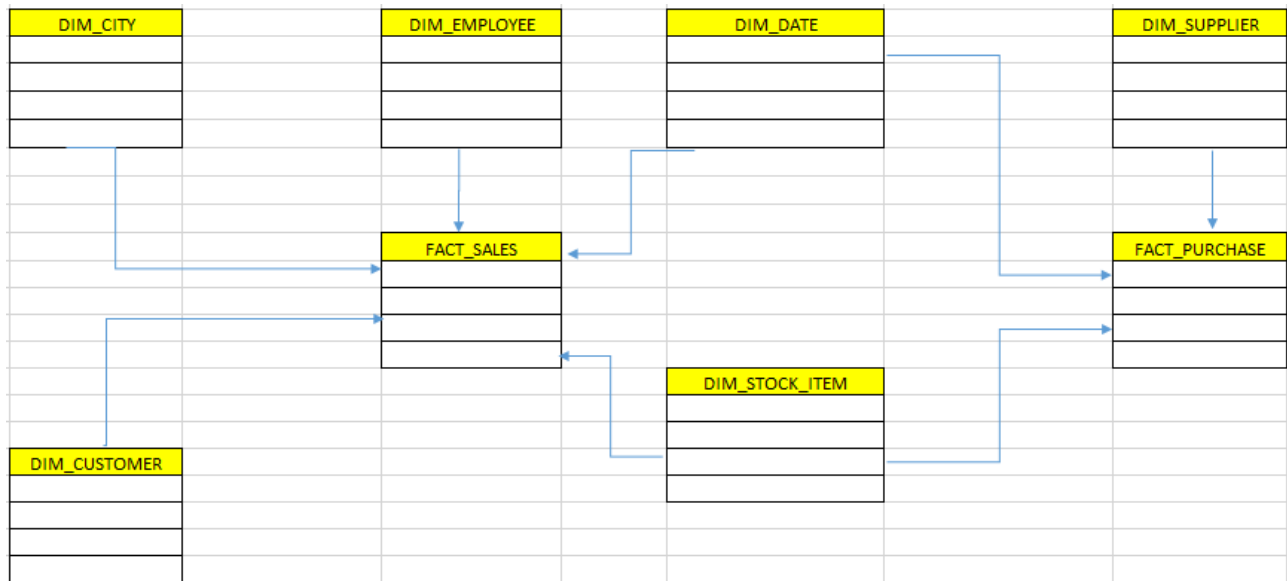 DIM_CITY
DIM_EMPLOYEE
DIM_DATE
DIM_SUPPLIER
FACT_SALES
FACT_PURCHASE
DIM_STOCK_ITEM
DIM_CUSTOMER